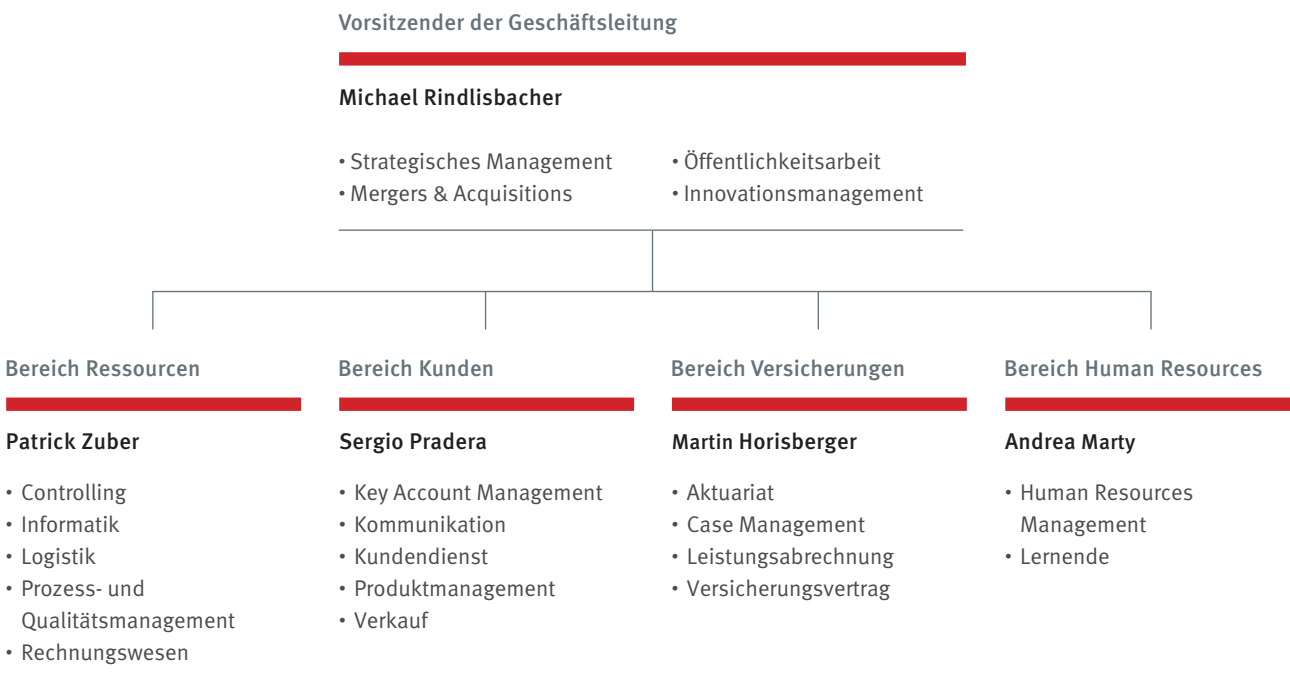 Vorsitzender der Geschäftsleitung
Michael Rindlisbacher
• Strategisches Management
• Mergers & Acquisitions
• Öffentlichkeitsarbeit
• Innovationsmanagement
Bereich Ressourcen
Patrick Zuber
• Controlling
• Informatik
• Logistik
• Prozess- und
Qualitätsmanagement
• Rechnungswesen
Bereich Kunden
Sergio Pradera
• Key Account Management
• Kommunikation
• Kundendienst
• Produktmanagement
• Verkauf
Bereich Versicherungen
Martin Horisberger
• Aktuariat
• Case Management
• Leistungsabrechnung
• Versicherungsvertrag
Bereich Human Resources
Andrea Marty
• Human Resources
Management
• Lernende